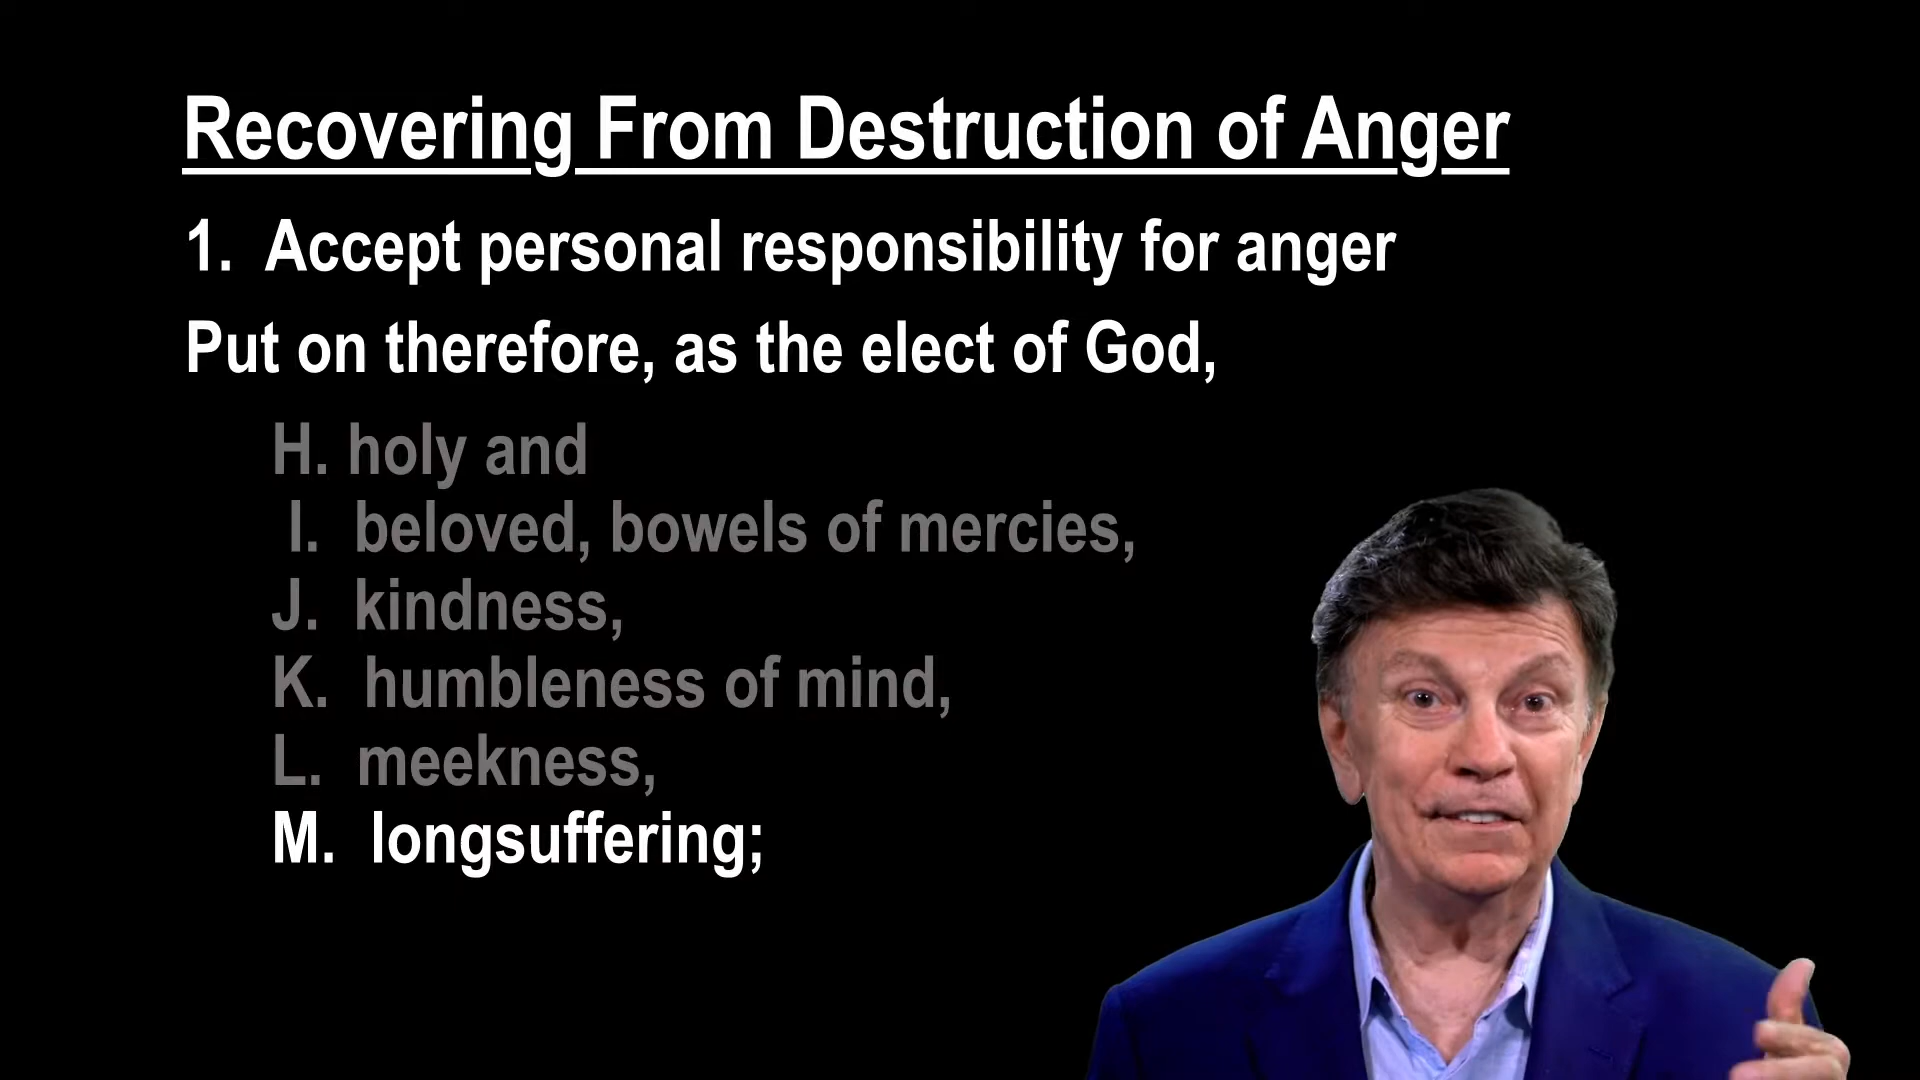 Recovering From Destruction of Anger
1. Accept personal responsibility for anger
Put on therefore, as the elect of God,
H. holy and
I. beloved, bowels of mercies,
J. kindness,
K. humbleness of mind,
L. meekness,
M. longsuffering;